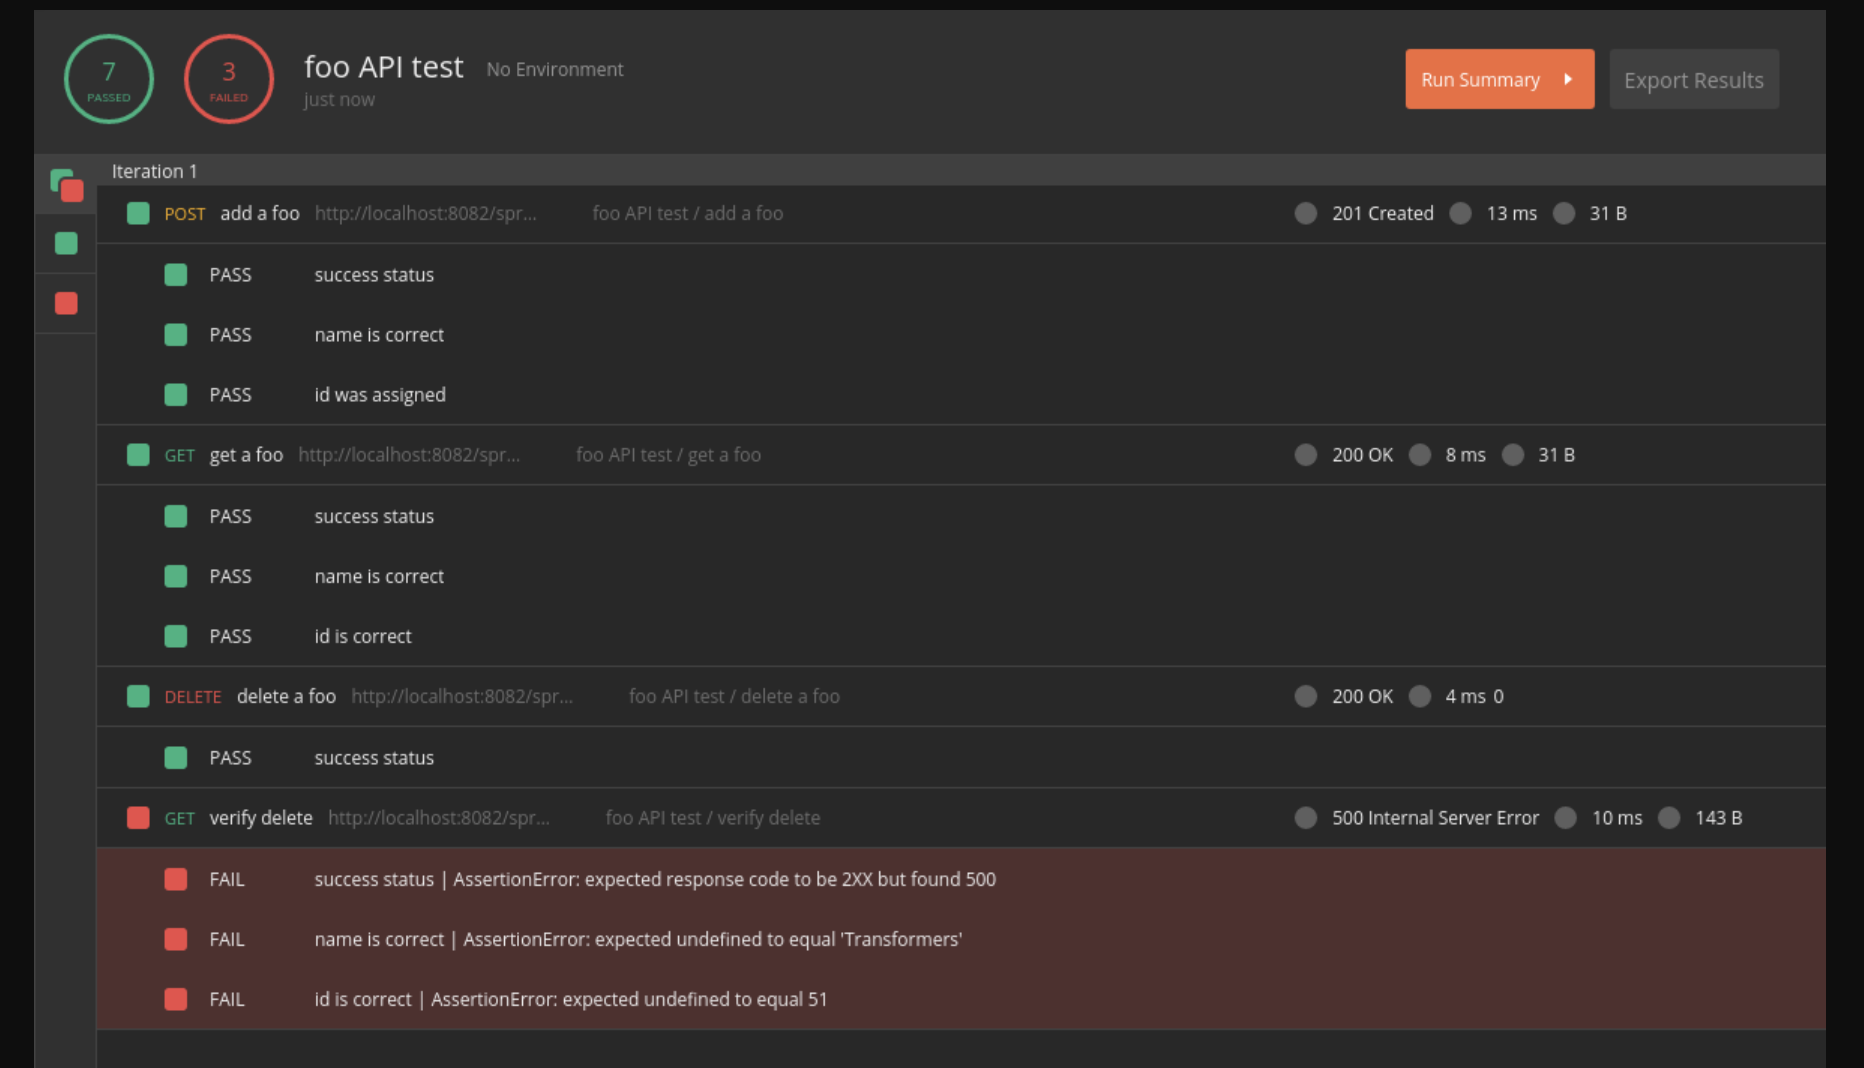 7
PASSED
3
FAILED
foo API test No Environment
just now
Run Summary
Export Results
Iteration 1
POST add a foo http://localhost:8082/spr... foo API test / add a foo 201 Created 13 ms 31 B
PASS success status
PASS name is correct
PASS id was assigned
GET get a foo http://localhost:8082/spr... foo API test / get a foo 200 OK 8 ms 31 B
PASS success status
PASS name is correct
PASS id is correct
DELETE delete a foo http://localhost:8082/spr... foo API test / delete a foo 200 OK 4 ms 0
PASS success status
GET verify delete http://localhost:8082/spr... foo API test / verify delete 500 Internal Server Error 10 ms 143 B
FAIL success status | AssertionError: expected response code to be 2XX but found 500
FAIL name is correct | AssertionError: expected undefined to equal 'Transformers'
FAIL id is correct | AssertionError: expected undefined to equal 51